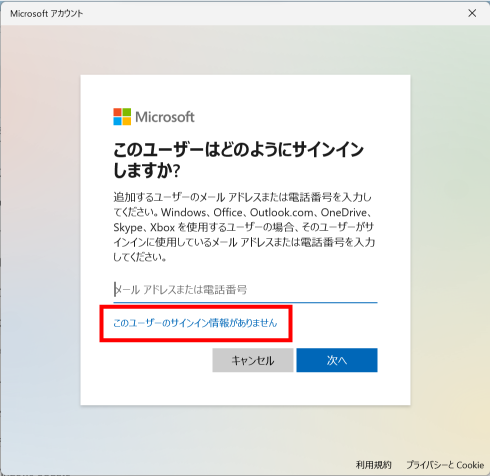 Microsoft アカウント
Microsoft
このユーザーはどのようにサインイン
しますか?
追加するユーザーのメール アドレスまたは電話番号を入力し
てください。Windows、Office、Outlook.com、OneDrive、
Skype、Xbox を使用するユーザーの場合、そのユーザーがサ
インインに使用しているメール アドレスまたは電話番号を入力
してください。
メール アドレスまたは電話番号
このユーザーのサインイン情報がありません
キャンセル
次へ
利用規約
プライバシーと Cookie